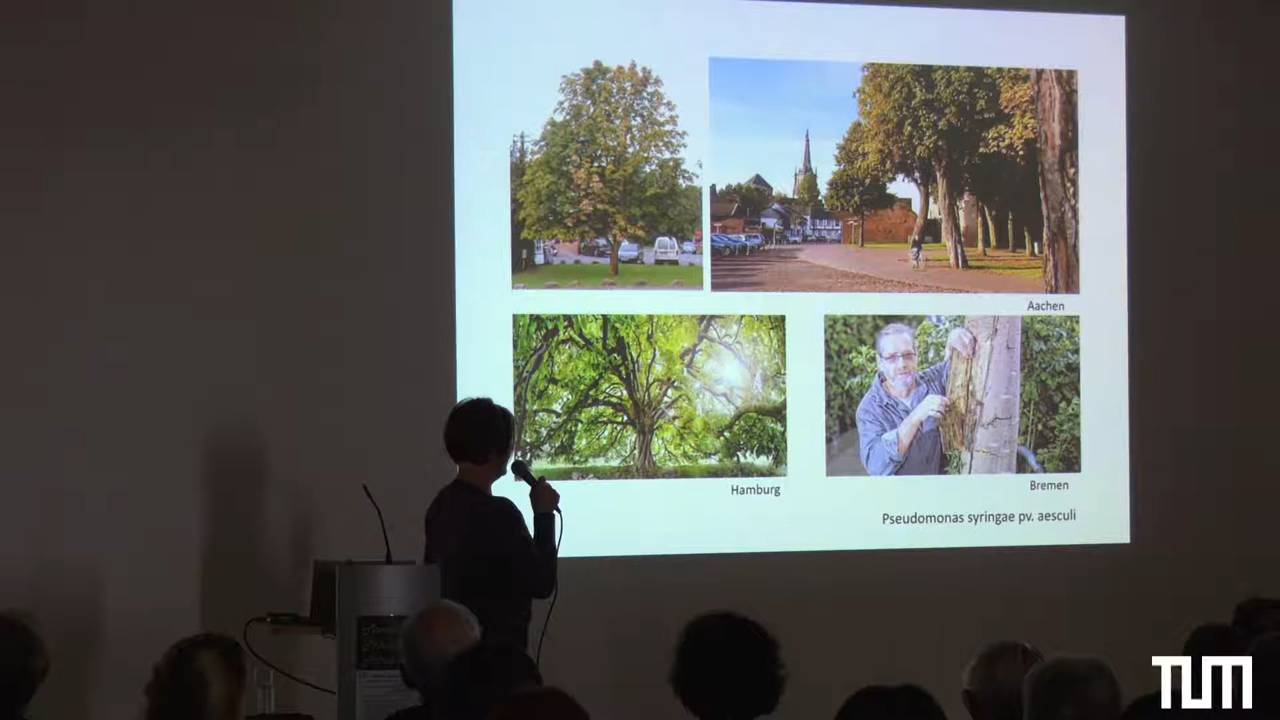 Aachen
Hamburg
Bremen
Pseudomonas syringae pv. aesculi
TUM